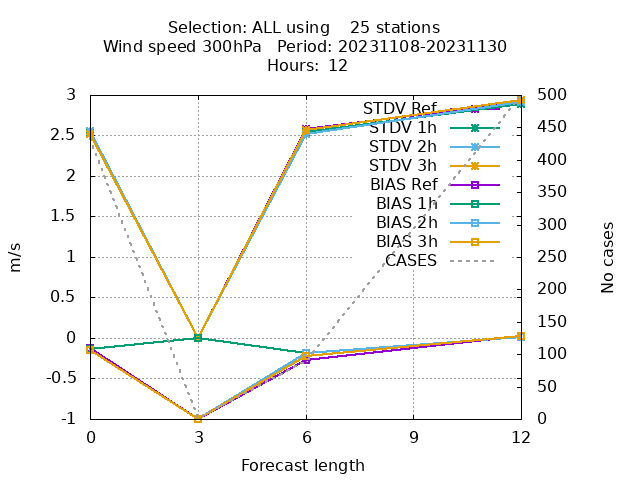 Selection: ALL using    25 stations
Wind speed 300hPa   Period: 20231108-20231130
Hours:  12
3
2.5
2
1.5
1
0.5
0
-0.5
-1
500
450
400
350
300
250
200
150
100
50
0
STDV Ref
STDV 1h
STDV 2h
STDV 3h
BIAS Ref
BIAS 1h
BIAS 2h
BIAS 3h
CASES
m/s
No cases
0 3 6 9 12
Forecast length